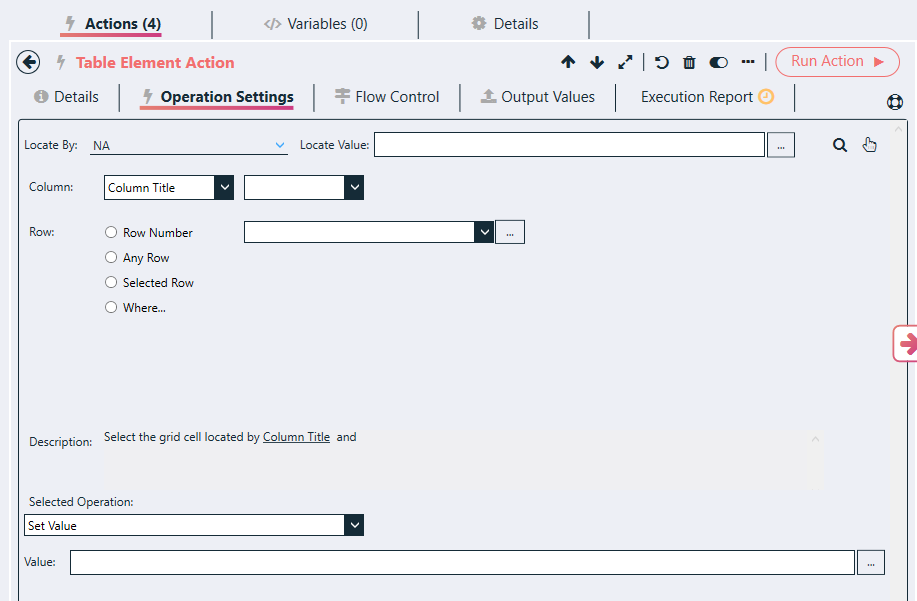 Actions (4) </> Variables (0) Details
Table Element Action Run Action
Details Operation Settings Flow Control Output Values Execution Report
Locate By: NA Locate Value: ...
Column: Column Title
Row: Row Number ...
Any Row
Selected Row
Where...
Description: Select the grid cell located by Column Title and
Selected Operation:
Set Value
Value: ...